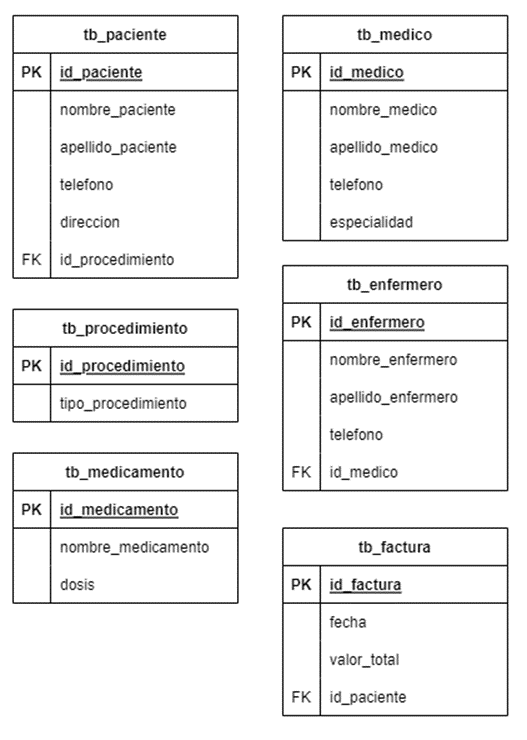 tb_paciente
PK id_paciente
nombre_paciente
apellido_paciente
telefono
direccion
FK id_procedimiento
tb_procedimiento
PK id_procedimiento
tipo_procedimiento
tb_medicamento
PK id_medicamento
nombre_medicamento
dosis
tb_medico
PK id_medico
nombre_medico
apellido_medico
telefono
especialidad
tb_enfermero
PK id_enfermero
nombre_enfermero
apellido_enfermero
telefono
FK id_medico
tb_factura
PK id_factura
fecha
valor_total
FK id_paciente